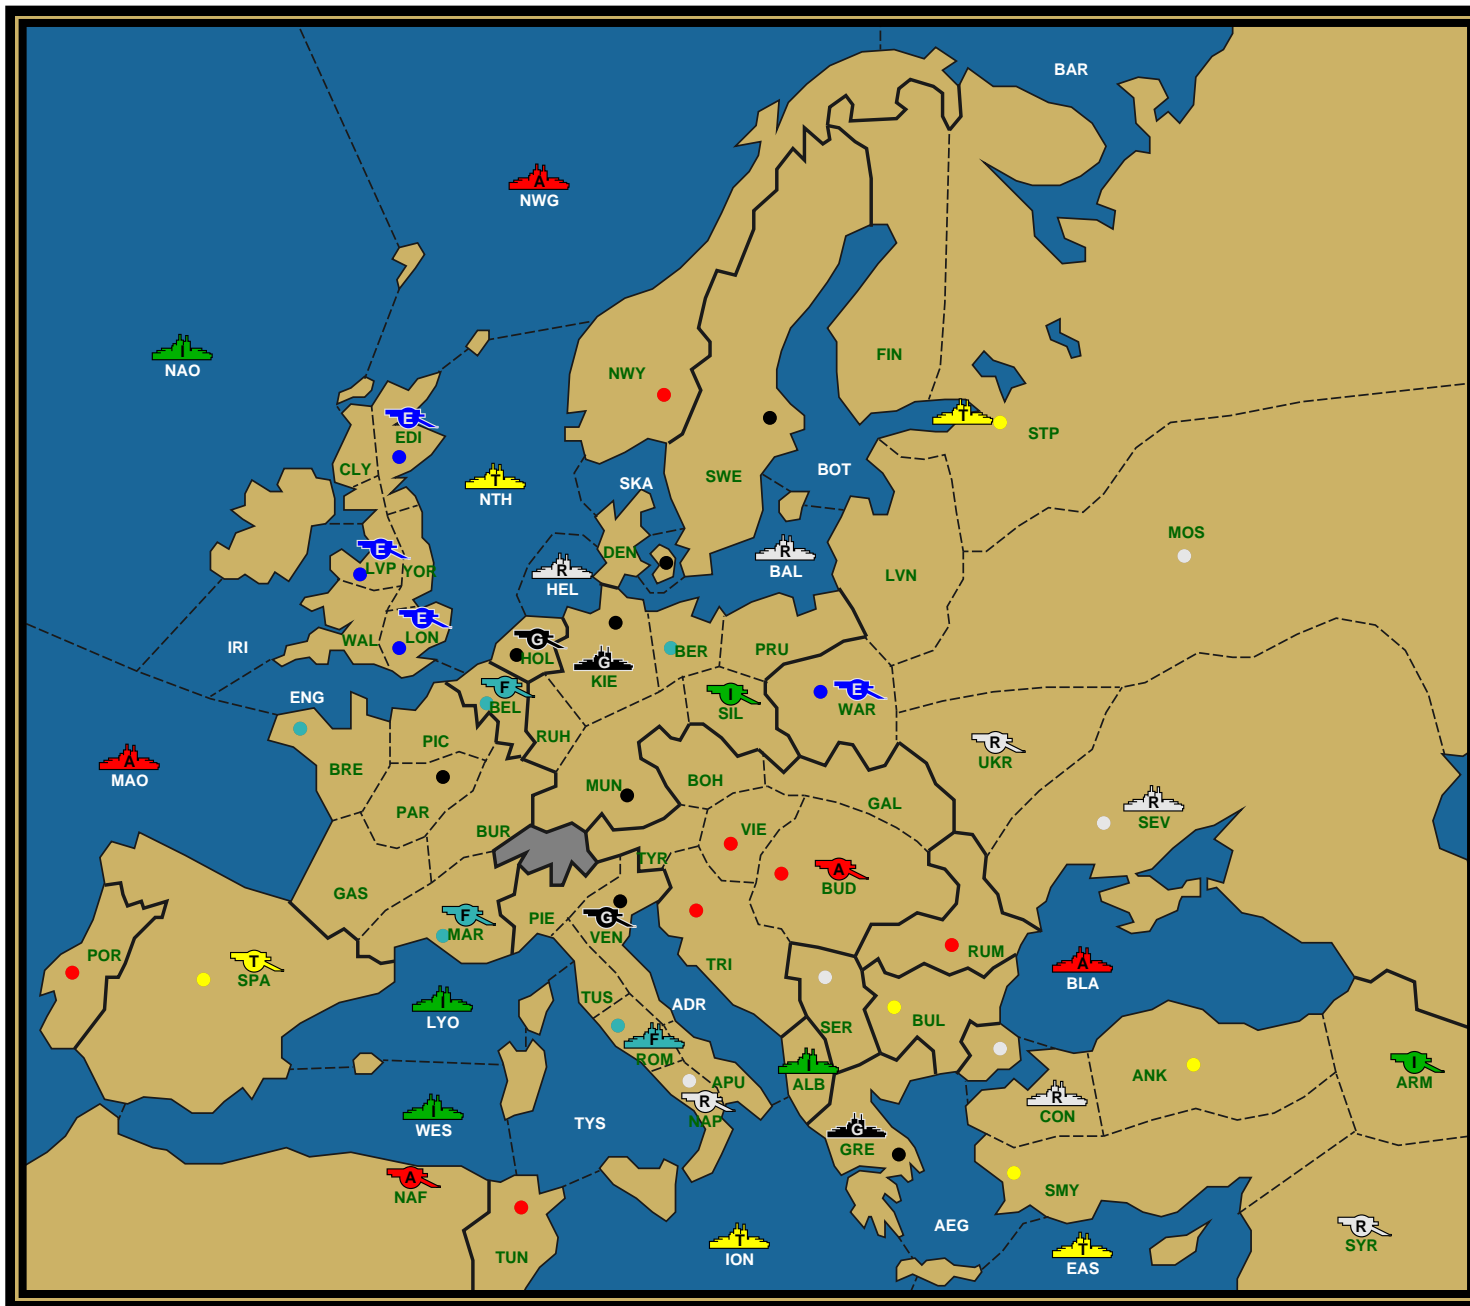 BAR
A
NWG
I
NAO
FIN
NWY
T
STP
E
EDI
CLY
T
NTH
SKA
SWE
BOT
MOS
E
LVP
YOR
DEN
R
HEL
R
BAL
LVN
E
LON
WAL
IRI
G
HOL
G
KIE
BER
PRU
ENG
F
BEL
I
SIL
E
WAR
RUH
PIC
R
UKR
A
MAO
BRE
PAR
MUN
BOH
GAL
R
SEV
BUR
VIE
TYR
A
BUD
GAS
F
MAR
PIE
G
VEN
POR
T
SPA
TRI
RUM
A
BLA
I
LYO
TUS
ADR
SER
BUL
F
ROM
I
ALB
APU
ANK
I
ARM
R
CON
R
NAP
I
WES
TYS
G
GRE
A
NAF
SMY
AEG
R
SYR
TUN
T
ION
T
EAS